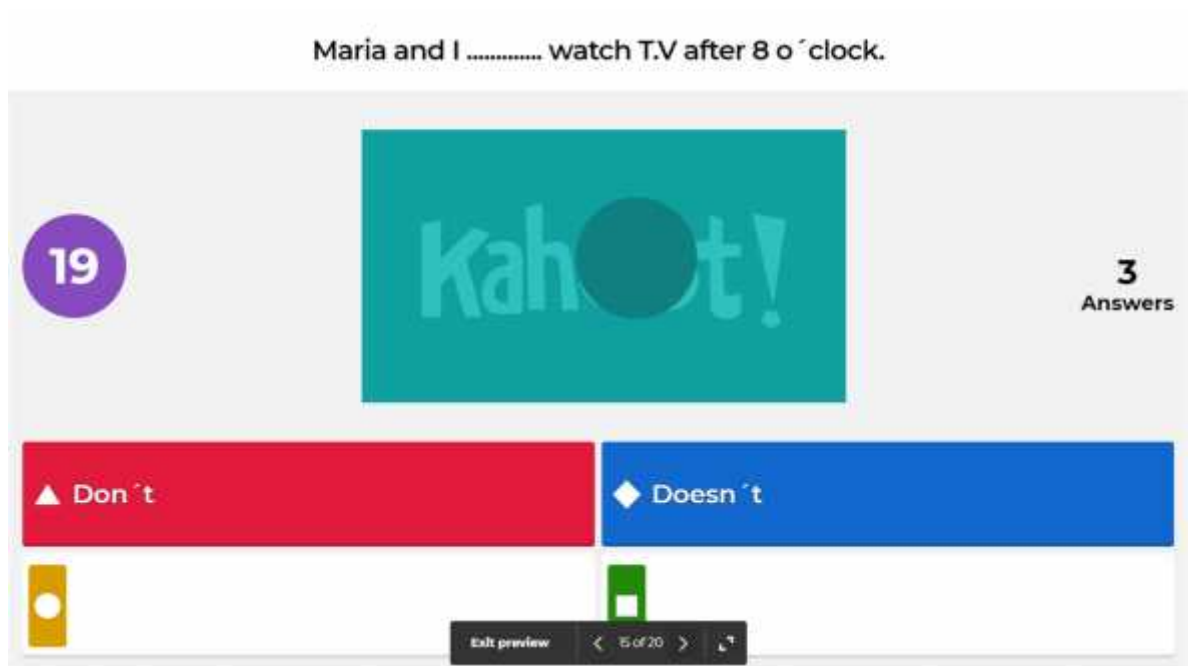 Maria and I ............. watch T.V after 8 o´clock.
19
Kahoot!
3
Answers
Don´t
Doesn´t
Exit preview
15 of 20